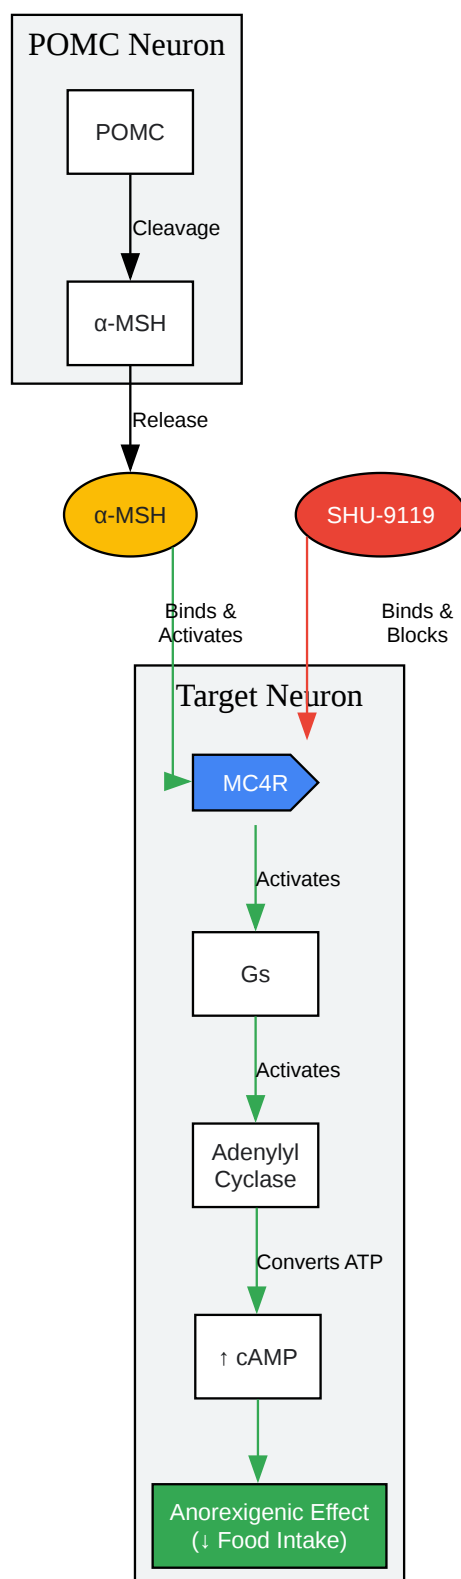 POMC Neuron
POMC
Cleavage
α-MSH
Release
α-MSH
SHU-9119
Binds &
Activates
Binds &
Blocks
Target Neuron
MC4R
Activates
Gs
Activates
Adenylyl
Cyclase
Converts ATP
↑ cAMP
Anorexigenic Effect
(↓ Food Intake)